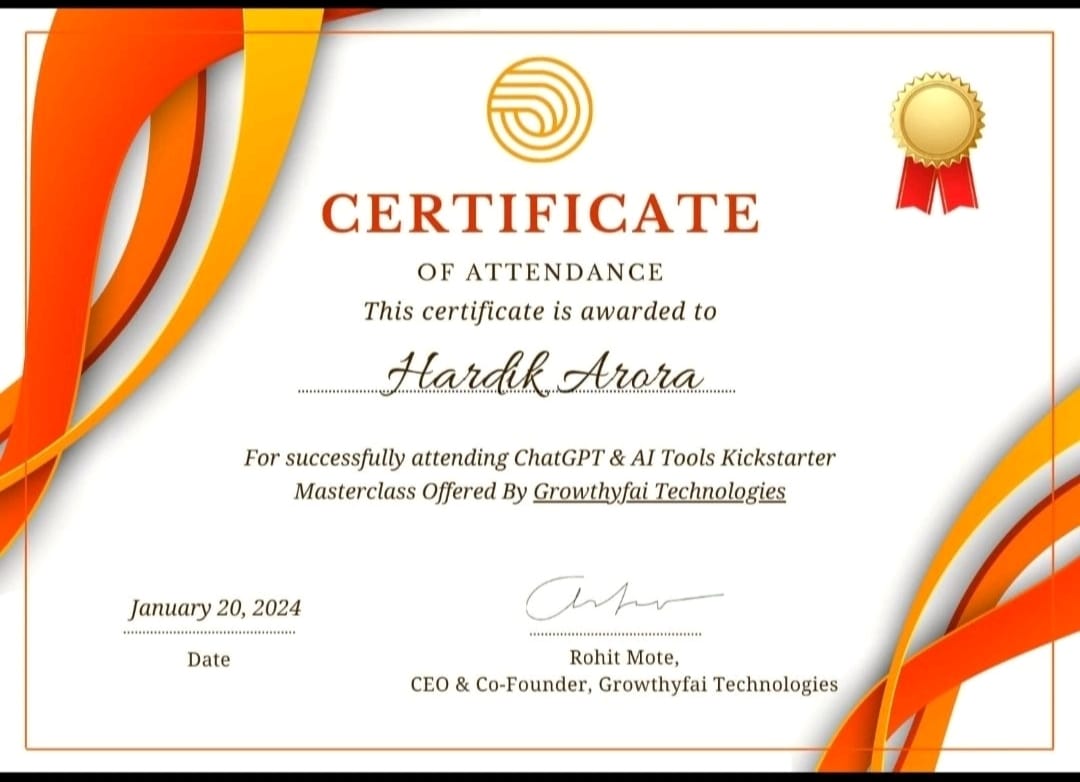 CERTIFICATE
OF ATTENDANCE
This certificate is awarded to
Hardik Arora
For successfully attending ChatGPT & AI Tools Kickstarter
Masterclass Offered By Growthyfai Technologies
January 20, 2024
Date
Rohit Mote,
CEO & Co-Founder, Growthyfai Technologies